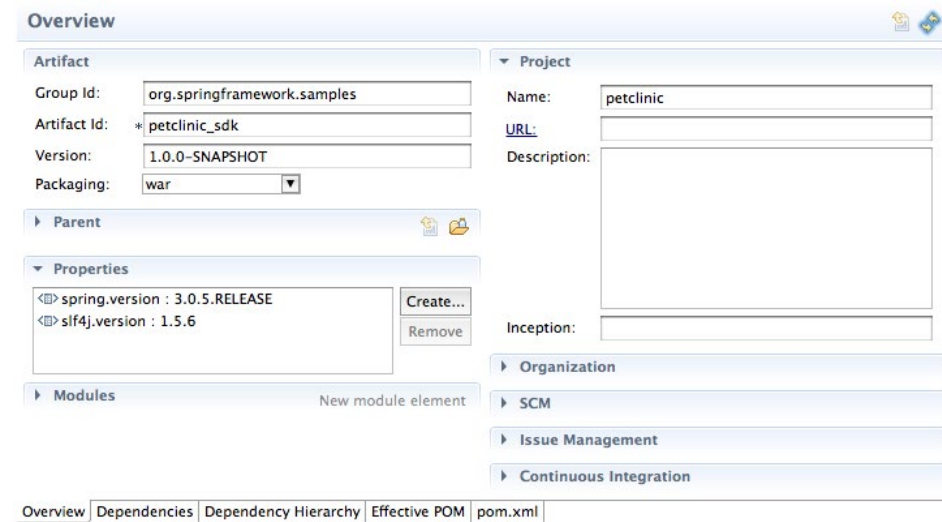 Overview
Artifact
Group Id: org.springframework.samples
Artifact Id: * petclinic_sdk
Version: 1.0.0-SNAPSHOT
Packaging: war
Parent
Properties
spring.version : 3.0.5.RELEASE
slf4j.version : 1.5.6
Create...
Remove
Modules
New module element
Project
Name: petclinic
URL:
Description:
Inception:
Organization
SCM
Issue Management
Continuous Integration
Overview Dependencies Dependency Hierarchy Effective POM pom.xml